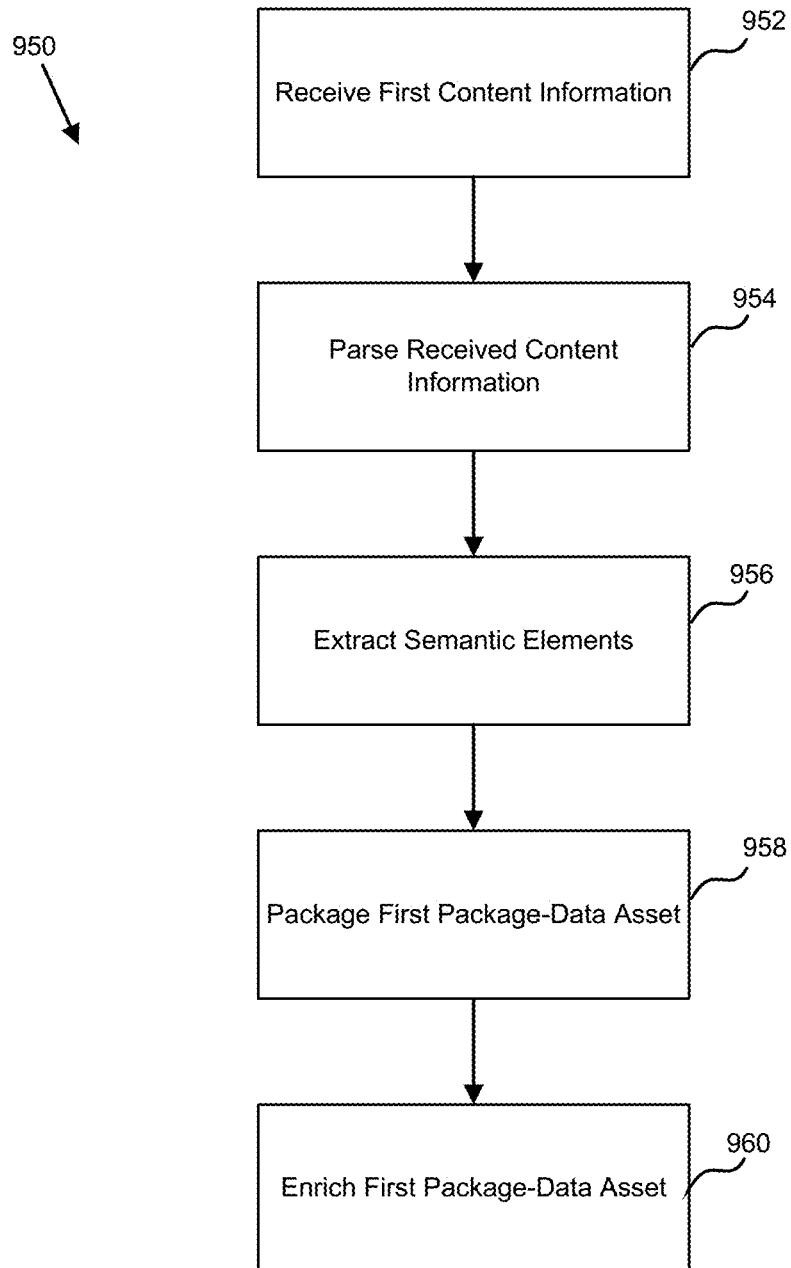 950
952
Receive First Content Information
954
Parse Received Content
Information
956
Extract Semantic Elements
958
Package First Package-Data Asset
960
Enrich First Package-Data Asset